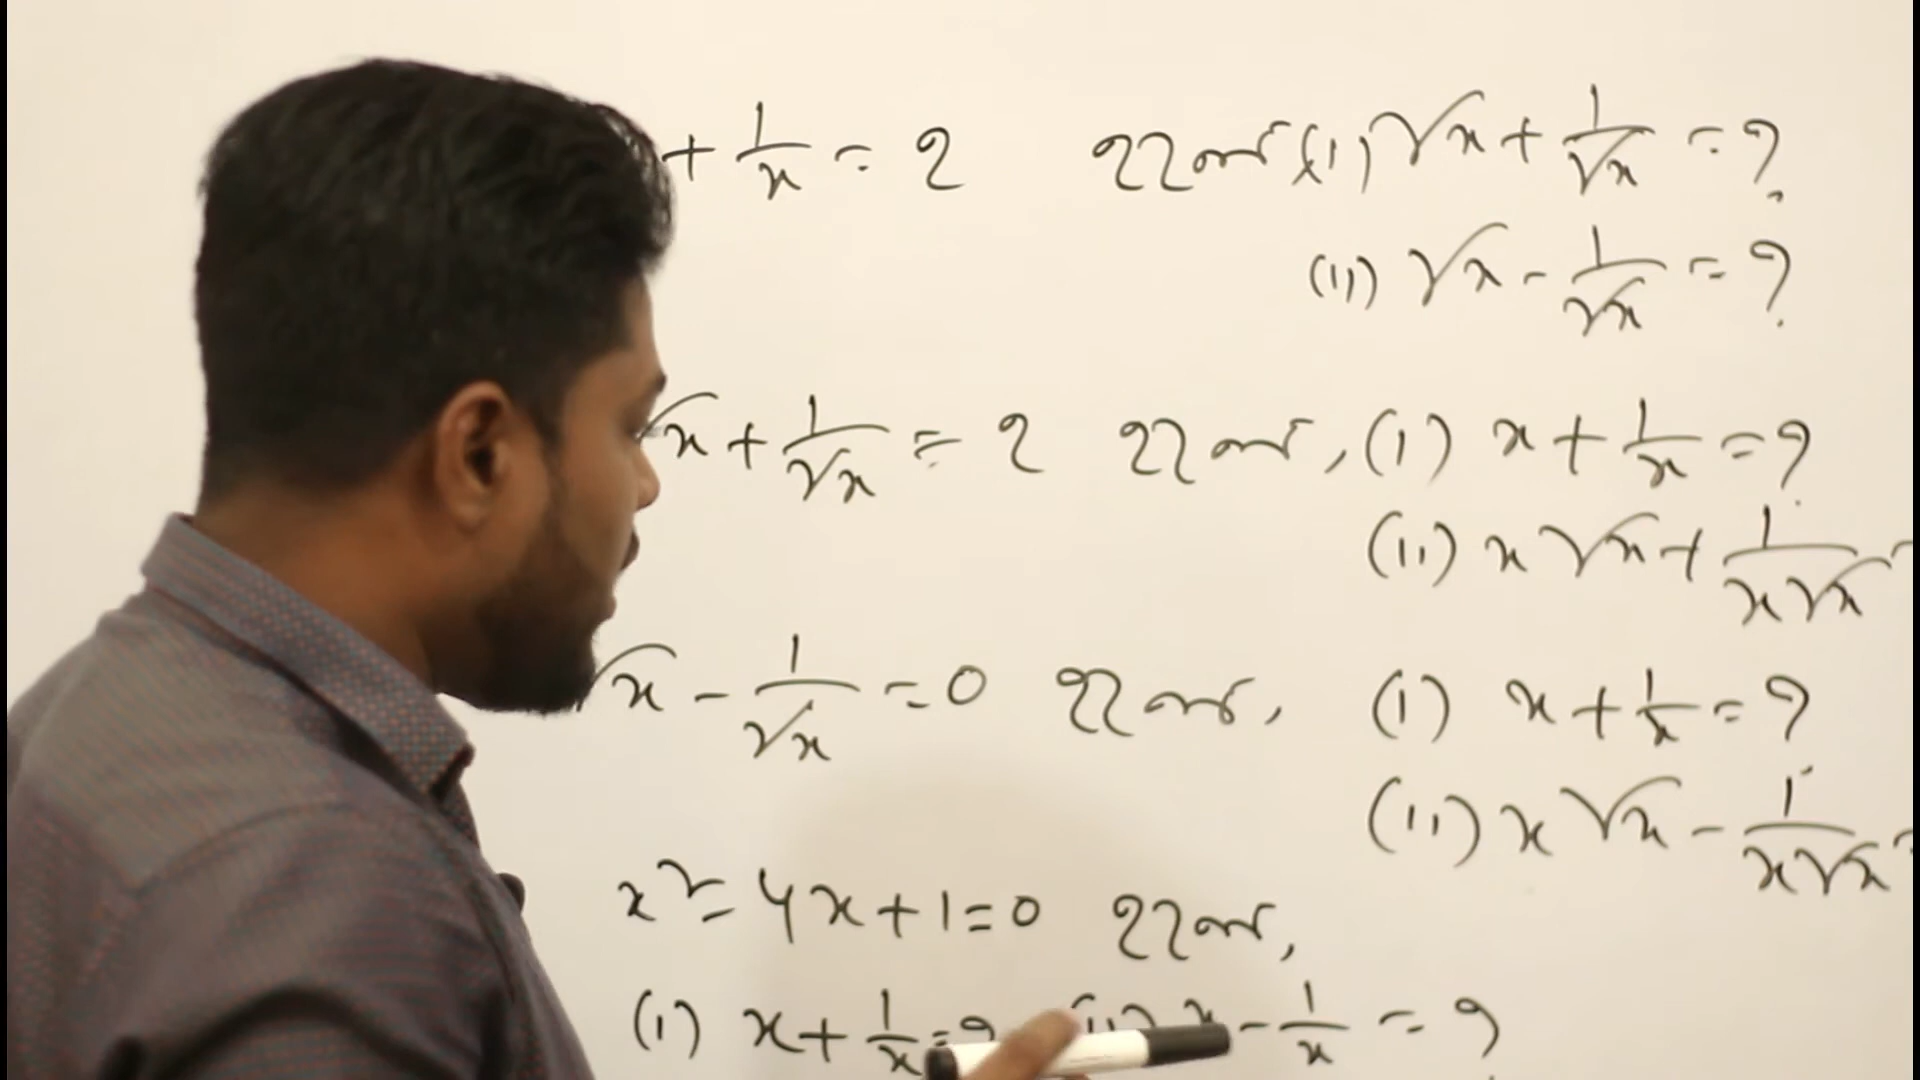 + 1/x = 2 হলে (i) √x + 1/√x = ?
(ii) √x - 1/√x = ?
√x + 1/√x = 2 হলে, (i) x + 1/x = ?
(ii) x√x + 1/x√x =
√x - 1/√x = 0 হলে, (i) x + 1/x = ?
(ii) x√x - 1/x√x =
x² - 4x + 1 = 0 হলে,
(i) x + 1/x = ? (ii) x - 1/x = ?